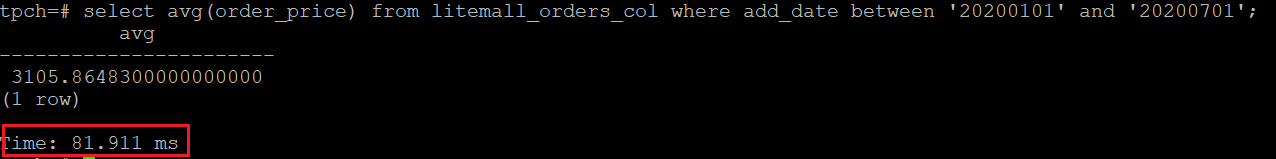 tpch=# select avg(order_price) from litemall_orders_col where add_date between '20200101' and '20200701';
avg
-----------------------
3105.8648300000000000
(1 row)
Time: 81.911 ms